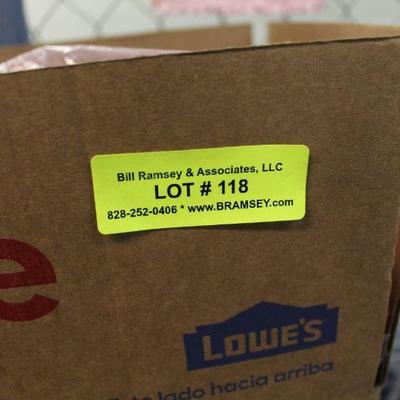 Bill Ramsey & Associates, LLC
LOT # 118
828-252-0406 * www.BRAMSEY.com
e
LOWE'S
lado hacia arriba